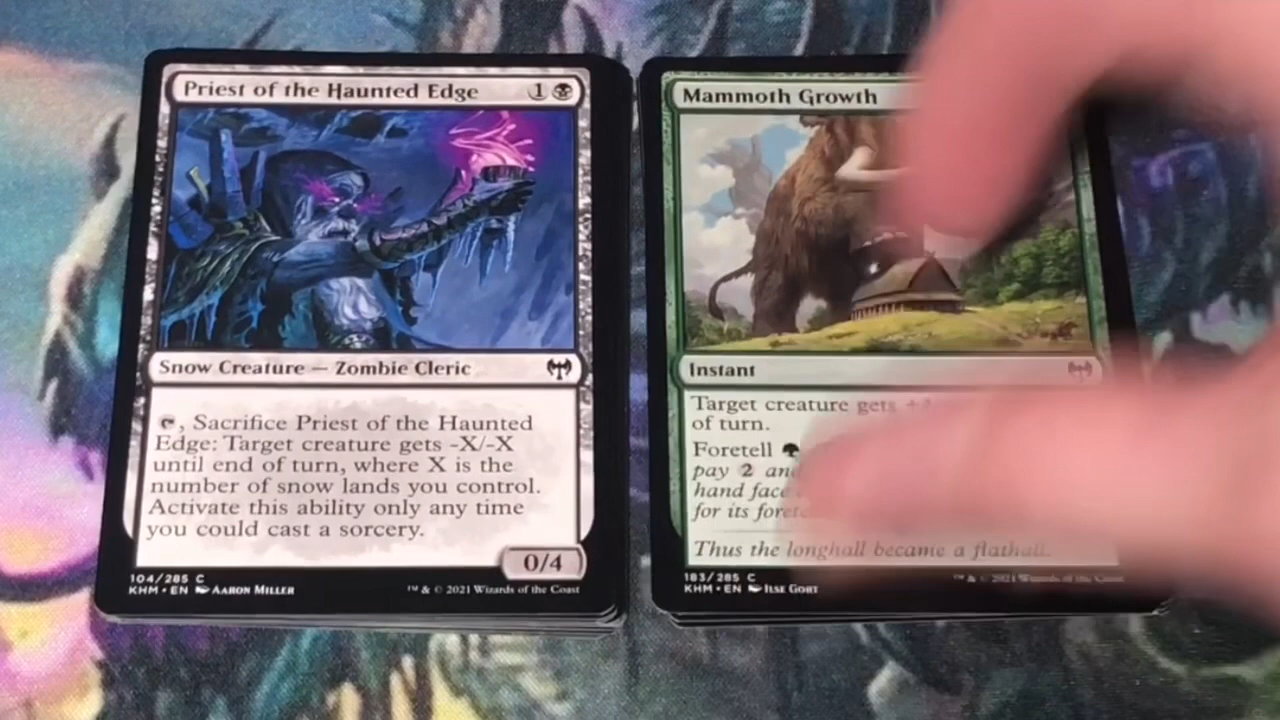 Priest of the Haunted Edge 1
Snow Creature — Zombie Cleric
, Sacrifice Priest of the Haunted
Edge: Target creature gets -X/-X
until end of turn, where X is the
number of snow lands you control.
Activate this ability only any time
you could cast a sorcery.
0/4
104/285 C
KHM • EN AARON MILLER
™ & © 2021 Wizards of the Coast
Mammoth Growth
Instant
Target creature gets
of turn.
Foretell
pay 2 and
hand face
for its
Thus the longhall became a flathall.
183/285 C
KHM • EN ILSE GORT
™ & © 2021 Wizards of the Coast